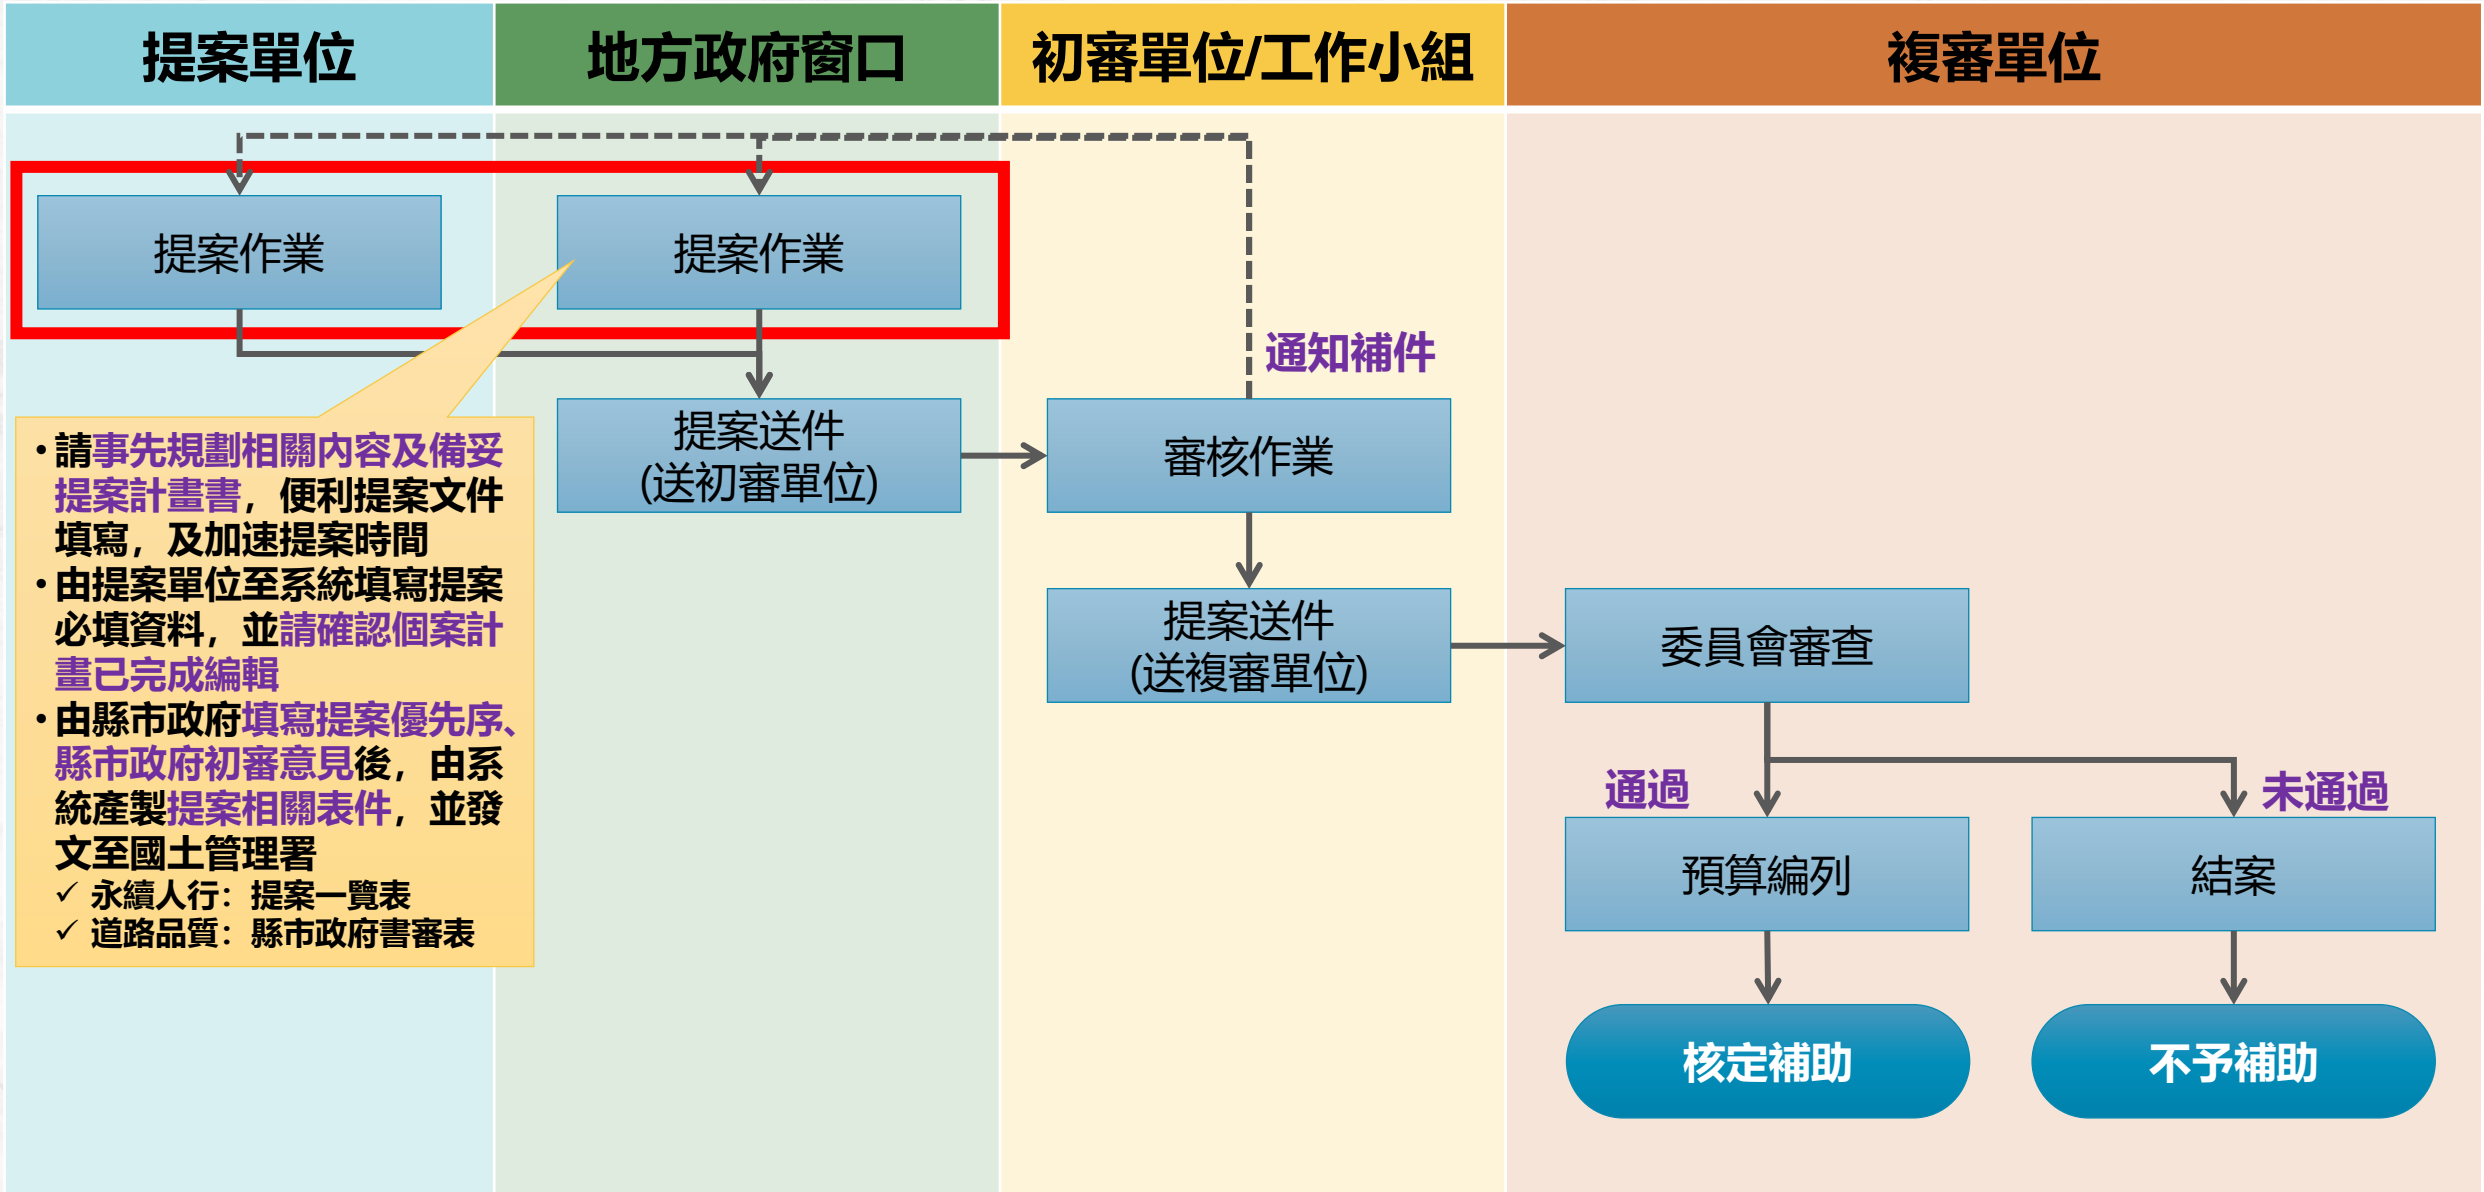 提案單位
地方政府窗口
初審單位/工作小組
複審單位
提案作業
提案作業
通知補件
提案送件
(送初審單位)
審核作業
•請事先規劃相關內容及備妥
提案計畫書，便利提案文件
填寫，及加速提案時間
•由提案單位至系統填寫提案
必填資料，並請確認個案計
畫已完成編輯
•由縣市政府填寫提案優先序、
縣市政府初審意見後，由系
統產製提案相關表件，並發
文至國土管理署
✓ 永續人行：提案一覽表
✓ 道路品質：縣市政府書審表
提案送件
(送複審單位)
委員會審查
通過
未通過
預算編列
結案
核定補助
不予補助